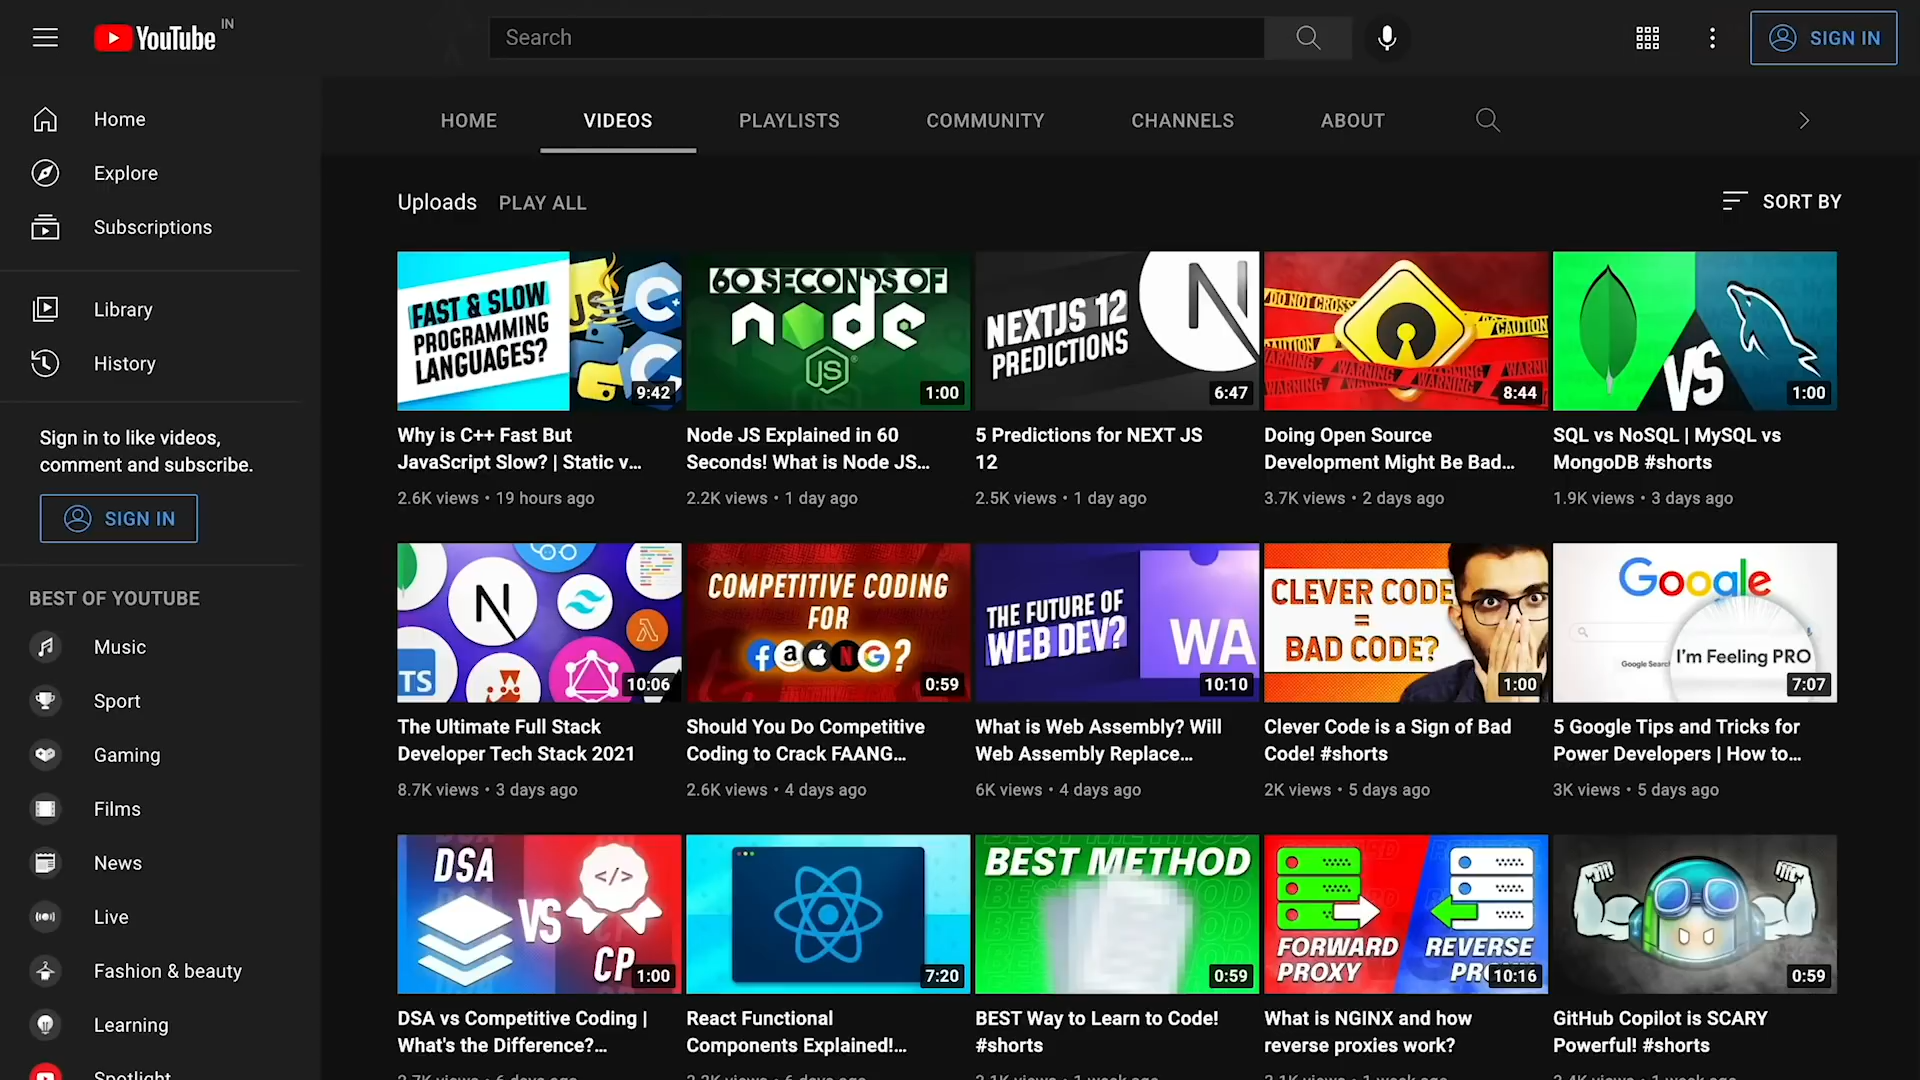 YouTube IN
Search
SIGN IN
Home
Explore
Subscriptions
Library
History
Sign in to like videos,
comment and subscribe.
SIGN IN
BEST OF YOUTUBE
Music
Sport
Gaming
Films
News
Live
Fashion & beauty
Learning
Spotlight
HOME
VIDEOS
PLAYLISTS
COMMUNITY
CHANNELS
ABOUT
Uploads
PLAY ALL
SORT BY
FAST & SLOW
PROGRAMMING
LANGUAGES?
JS
9:42
Why is C++ Fast But
JavaScript Slow? | Static v...
2.6K views • 19 hours ago
60 SECONDS OF
node
JS
1:00
Node JS Explained in 60
Seconds! What is Node JS...
2.2K views • 1 day ago
NEXTJS 12
PREDICTIONS
N
6:47
5 Predictions for NEXT JS
12
2.5K views • 1 day ago
DO NOT CROSS
CAUTION
WARNING WARNING WARNING
8:44
Doing Open Source
Development Might Be Bad...
3.7K views • 2 days ago
VS
1:00
SQL vs NoSQL | MySQL vs
MongoDB #shorts
1.9K views • 3 days ago
N
TS
10:06
The Ultimate Full Stack
Developer Tech Stack 2021
8.7K views • 3 days ago
COMPETITIVE CODING
FOR
?
0:59
Should You Do Competitive
Coding to Crack FAANG...
2.6K views • 4 days ago
THE FUTURE OF
WEB DEV?
WA
10:10
What is Web Assembly? Will
Web Assembly Replace...
6K views • 4 days ago
CLEVER CODE
=
BAD CODE?
1:00
Clever Code is a Sign of Bad
Code! #shorts
2K views • 5 days ago
Google
Google Search
I'm Feeling PRO
7:07
5 Google Tips and Tricks for
Power Developers | How to...
3K views • 5 days ago
DSA
VS
CP
1:00
DSA vs Competitive Coding |
What's the Difference?...
2.7K views • 6 days ago
7:20
React Functional
Components Explained!...
BEST METHOD
0:59
BEST Way to Learn to Code!
#shorts
FORWARD
PROXY
REVERSE
10:16
What is NGINX and how
reverse proxies work?
0:59
GitHub Copilot is SCARY
Powerful! #shorts